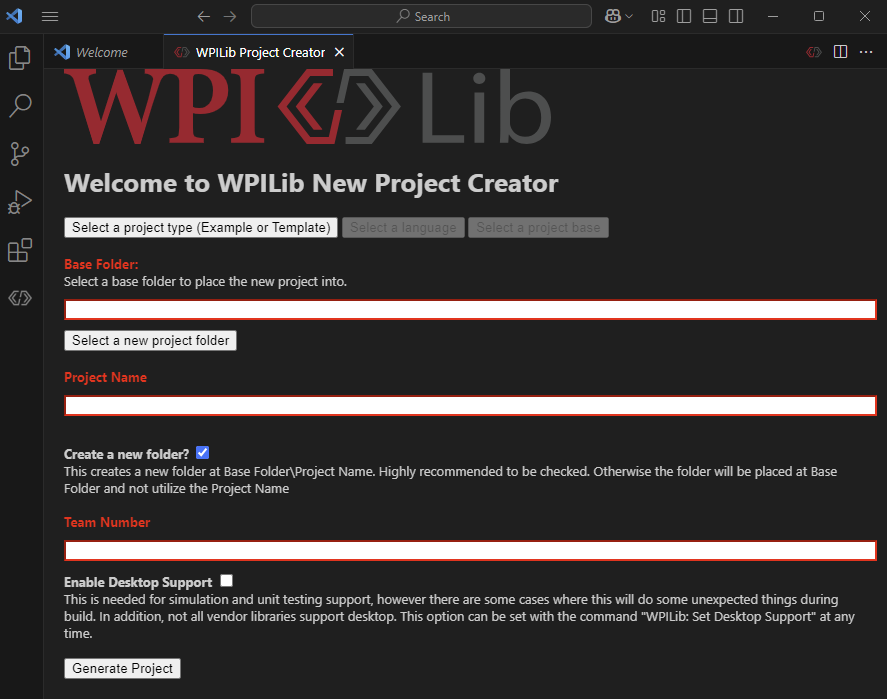 Search
Welcome
WPILib Project Creator
WPI Lib
Welcome to WPILib New Project Creator
Select a project type (Example or Template) Select a language Select a project base
Base Folder:
Select a base folder to place the new project into.
Select a new project folder
Project Name
Create a new folder?
This creates a new folder at Base Folder\Project Name. Highly recommended to be checked. Otherwise the folder will be placed at Base
Folder and not utilize the Project Name
Team Number
Enable Desktop Support
This is needed for simulation and unit testing support, however there are some cases where this will do some unexpected things during
build. In addition, not all vendor libraries support desktop. This option can be set with the command "WPILib: Set Desktop Support" at any
time.
Generate Project